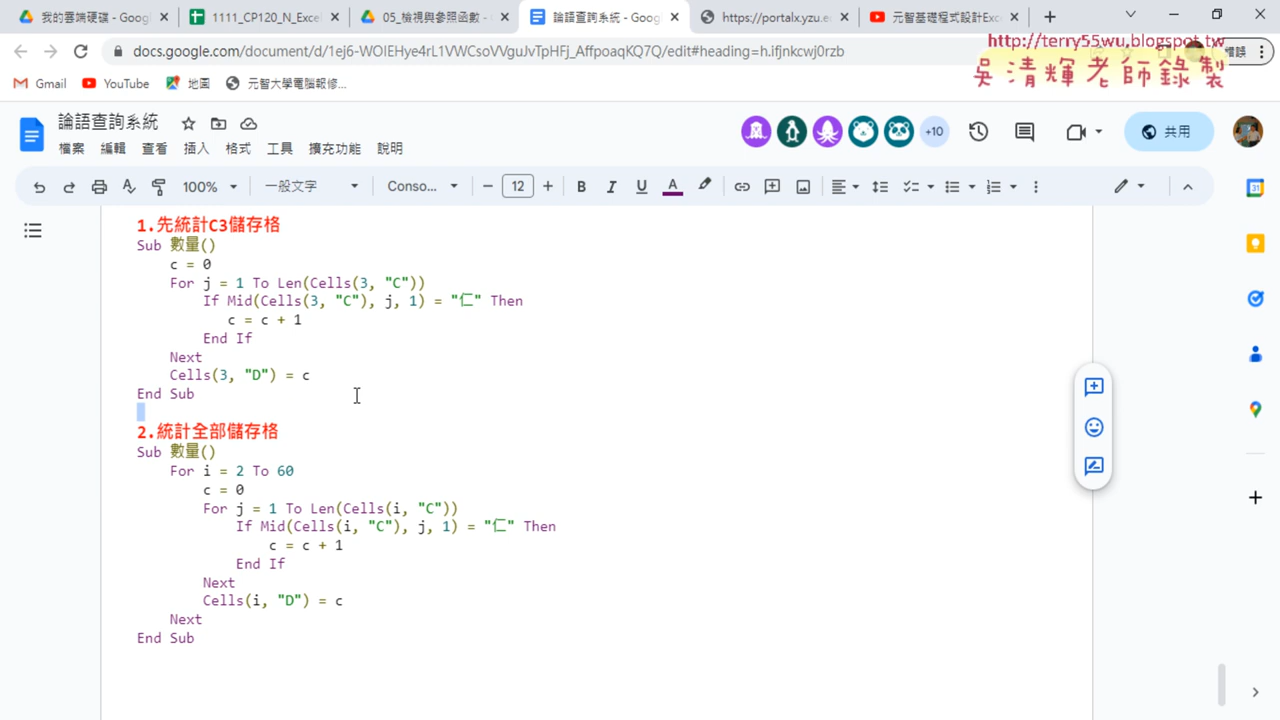 我的雲端硬碟 - Goog
1111_CP120_N_Exce
05_檢視與參照函數 - G
論語查詢系統 - Goog
https://portalx.yzu.e
元智基礎程式設計Exc
docs.google.com/document/d/1ej6-WOlEHye4rL1VWCsoVVguJvTpHFj_AffpoaqKQ7Q/edit#heading=h.ifjnkcwj0rzb
http://terry55wu.blogspot.tw
吳清輝老師錄製
Gmail
YouTube
地圖
元智大學電腦報修...
論語查詢系統
檔案 編輯 查看 插入 格式 工具 擴充功能 說明
+10
共用
100% 一般文字 Conso... 12 B I U A
1.先統計C3儲存格
Sub 數量()
c = 0
For j = 1 To Len(Cells(3, "C"))
If Mid(Cells(3, "C"), j, 1) = "仁" Then
c = c + 1
End If
Next
Cells(3, "D") = c
End Sub
2.統計全部儲存格
Sub 數量()
For i = 2 To 60
c = 0
For j = 1 To Len(Cells(i, "C"))
If Mid(Cells(i, "C"), j, 1) = "仁" Then
c = c + 1
End If
Next
Cells(i, "D") = c
Next
End Sub